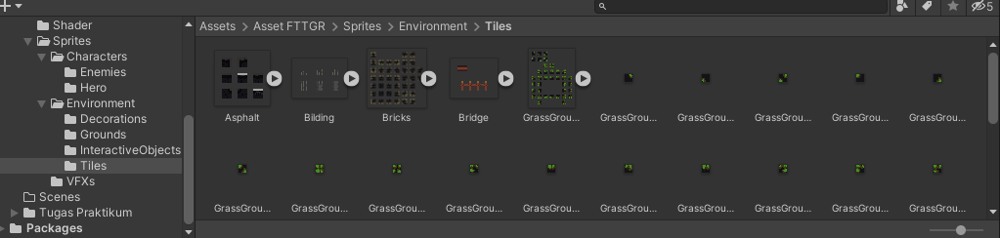 5
Shader
Sprites
Characters
Enemies
Hero
Environment
Decorations
Grounds
InteractiveObjects
Tiles
VFXs
Scenes
Tugas Praktikum
Packages
Assets > Asset FTTGR > Sprites > Environment > Tiles
Asphalt Bilding Bricks Bridge GrassGrou... GrassGrou... GrassGrou... GrassGrou... GrassGrou... GrassGrou...
GrassGrou... GrassGrou... GrassGrou... GrassGrou... GrassGrou... GrassGrou... GrassGrou... GrassGrou... GrassGrou... GrassGrou...